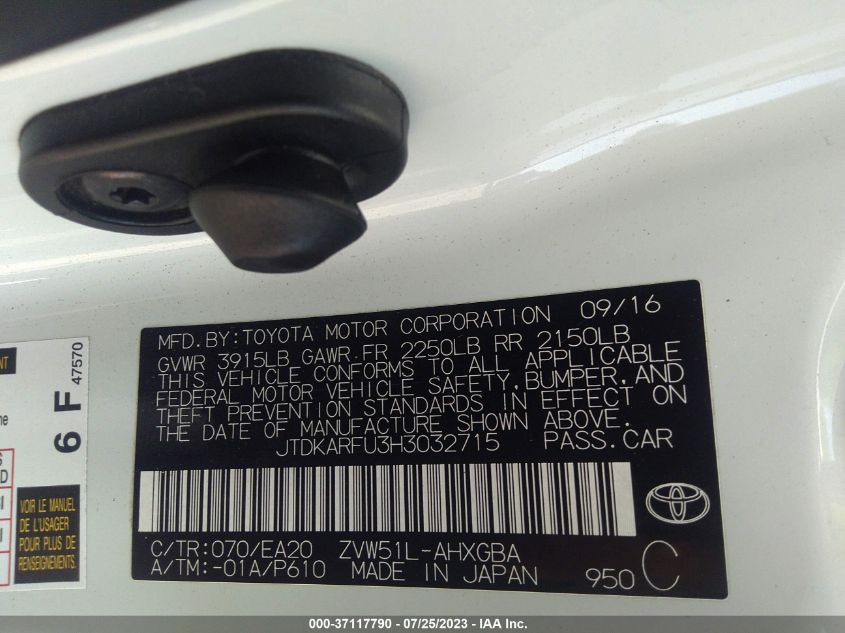 MFD.BY:TOYOTA MOTOR CORPORATION 09/16
GVWR 3915LB GAWR FR 2250LB RR 2150LB
THIS VEHICLE CONFORMS TO ALL APPLICABLE
FEDERAL MOTOR VEHICLE SAFETY, BUMPER, AND
THEFT PREVENTION STANDARDS IN EFFECT ON
THE DATE OF MANUFACTURE SHOWN ABOVE.
JTDKARFU3H3032715 PASS.CAR
C/TR:070/EA20 ZVW51L-AHXGBA
A/TM:-01A/P610 MADE IN JAPAN 950 C
6 F 47570
VOIR LE MANUEL
DE L'USAGER
POUR PLUS DE
RENSEIGNEMENTS
000-37117790 - 07/25/2023 - IAA Inc.